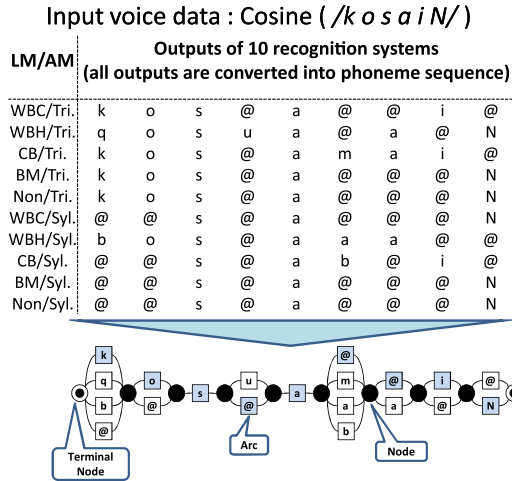 Input voice data : Cosine ( /k o s a i N/ )
LM/AM Outputs of 10 recognition systems
(all outputs are converted into phoneme sequence)
WBC/Tri. k o s @ a @ @ i @
WBH/Tri. q o s u a @ a @ N
CB/Tri. k o s @ a m a i @
BM/Tri. k o s @ a @ @ @ N
Non/Tri. k o s @ a @ @ @ N
WBC/Syl. @ @ s @ a @ @ @ N
WBH/Syl. b o s @ a a a @ @
CB/Syl. @ @ s @ a b @ i @
BM/Syl. @ @ s @ a @ @ @ N
Non/Syl. @ @ s @ a @ @ @ N
k @
q o u m @ i @
s a
b @ @ a a @ N
@ b
Terminal
Node
Arc
Node